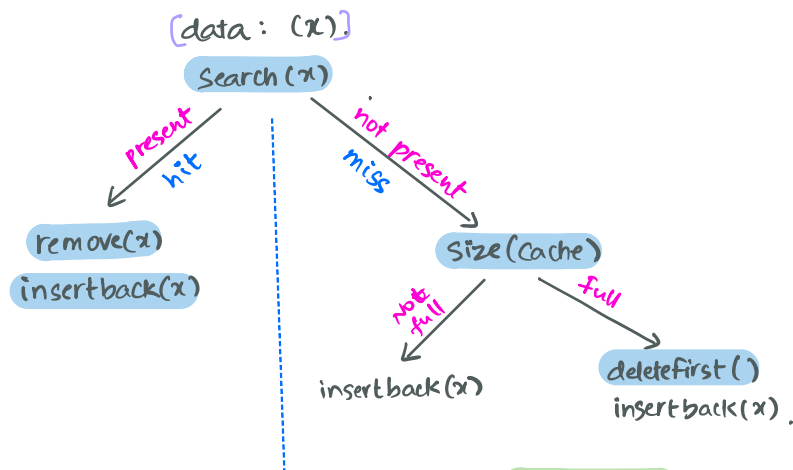 [data: (x)]
search(x)
present
hit
not present
miss
remove(x)
insertback(x)
size(cache)
Not
full
full
insertback(x)
deletefirst()
insertback(x).